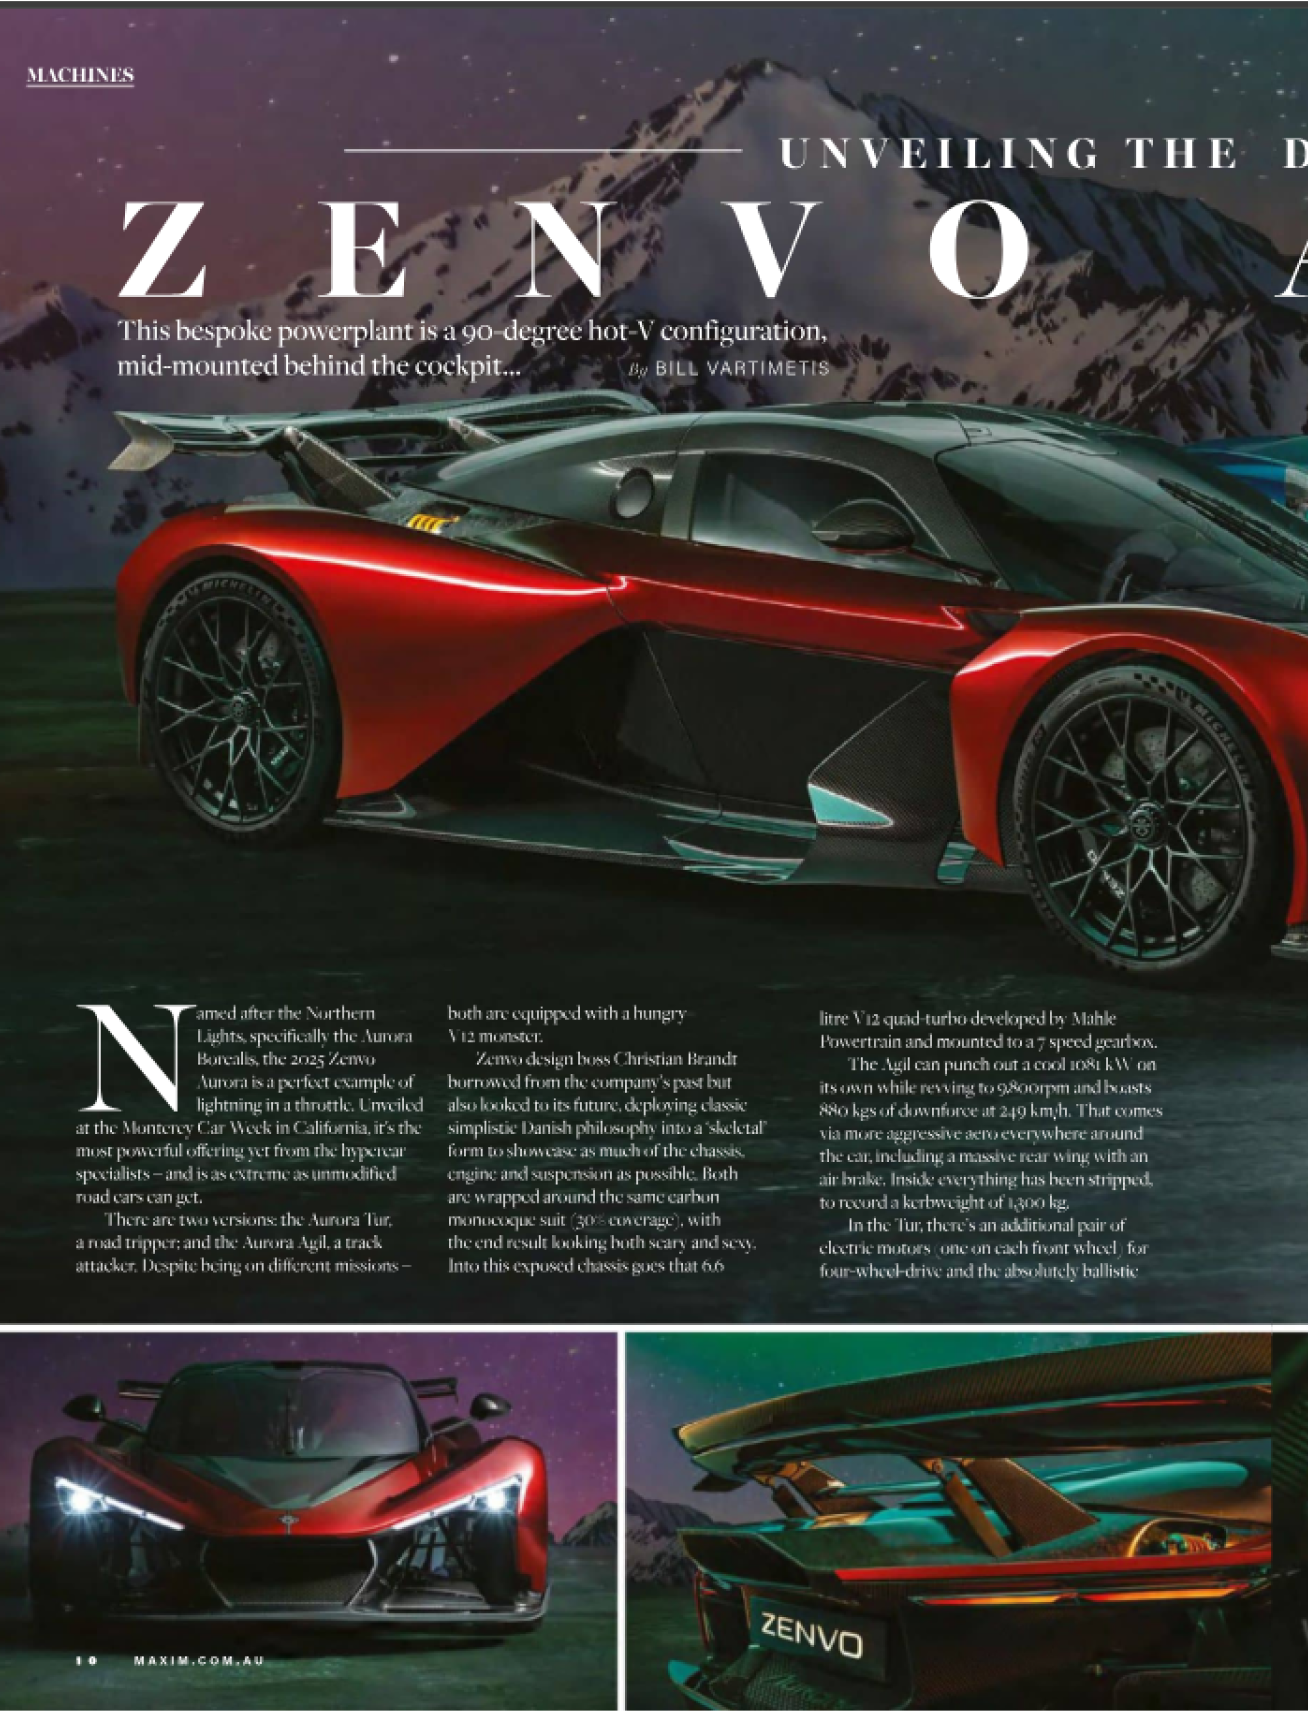 MACHINES
UNVEILING THE D
ZENVO A
This bespoke powerplant is a 90-degree hot-V configuration,
mid-mounted behind the cockpit...
By BILL VARTIMETIS
MICHELIN
MICHELIN
ZENVO
Named after the Northern
Lights, specifically the Aurora
Borealis, the 2025 Zenvo
Aurora is a perfect example of
lightning in a throttle. Unveiled
at the Monterey Car Week in California, it's the
most powerful offering yet from the hypercar
specialists – and is as extreme as unmodified
road cars can get.
There are two versions: the Aurora Tur,
a road tripper; and the Aurora Agil, a track
attacker. Despite being on different missions –
both are equipped with a hungry
V12 monster.
Zenvo design boss Christian Brandt
borrowed from the company's past but
also looked to its future, deploying classic
simplistic Danish philosophy into a 'skeletal'
form to showcase as much of the chassis,
engine and suspension as possible. Both
are wrapped around the same carbon
monocoque suit (30% coverage), with
the end result looking both scary and sexy.
Into this exposed chassis goes that 6.6
litre V12 quad-turbo developed by Mahle
Powertrain and mounted to a 7 speed gearbox.
The Agil can punch out a cool 1081 kW on
its own while revving to 9,800rpm and boasts
880 kgs of downforce at 249 km/h. That comes
via more aggressive aero everywhere around
the car, including a massive rear wing with an
air brake. Inside everything has been stripped,
to record a kerbweight of 1,300 kg.
In the Tur, there's an additional pair of
electric motors (one on each front wheel) for
four-wheel-drive and the absolutely ballistic
ZENVO
10 MAXIM.COM.AU